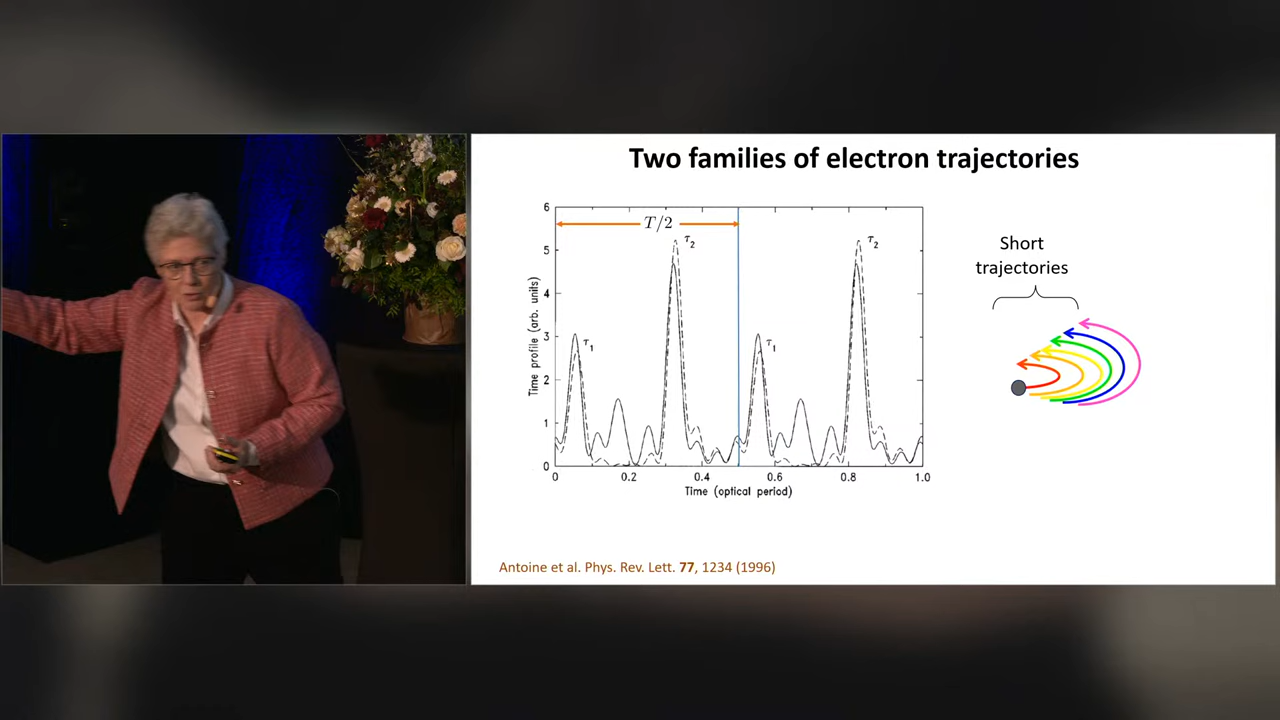 Two families of electron trajectories
6
5
4
3
2
1
0
Time profile (arb. units)
T/2
τ1
τ2
τ1
τ2
0
0.2
0.4
0.6
0.8
1.0
Time (optical period)
Short
trajectories
Antoine et al. Phys. Rev. Lett. 77, 1234 (1996)